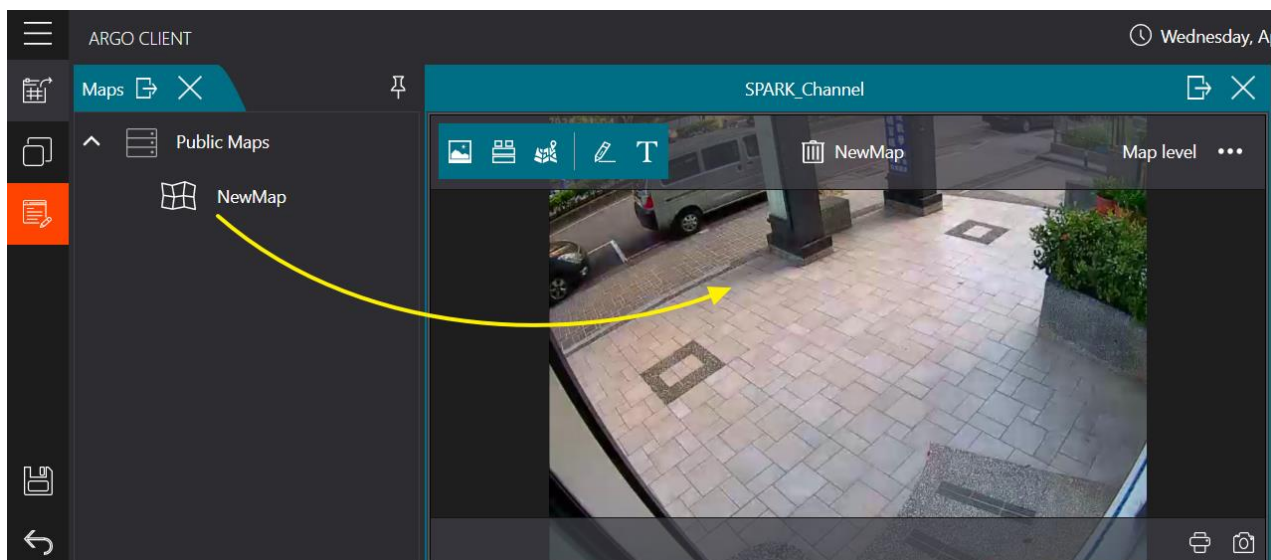 ARGO CLIENT
Wednesday, A
Maps
SPARK_Channel
Public Maps
NewMap
T
NewMap
Map level